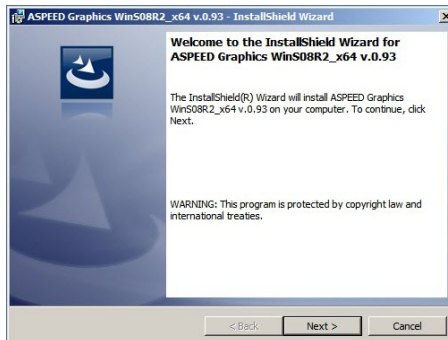 ASPEED Graphics WinS08R2_x64 v.0.93 - InstallShield Wizard
Welcome to the InstallShield Wizard for
ASPEED Graphics WinS08R2_x64 v.0.93
The InstallShield(R) Wizard will install ASPEED Graphics
WinS08R2_x64 v.0.93 on your computer. To continue, click
Next.
WARNING: This program is protected by copyright law and
international treaties.
< Back Next > Cancel